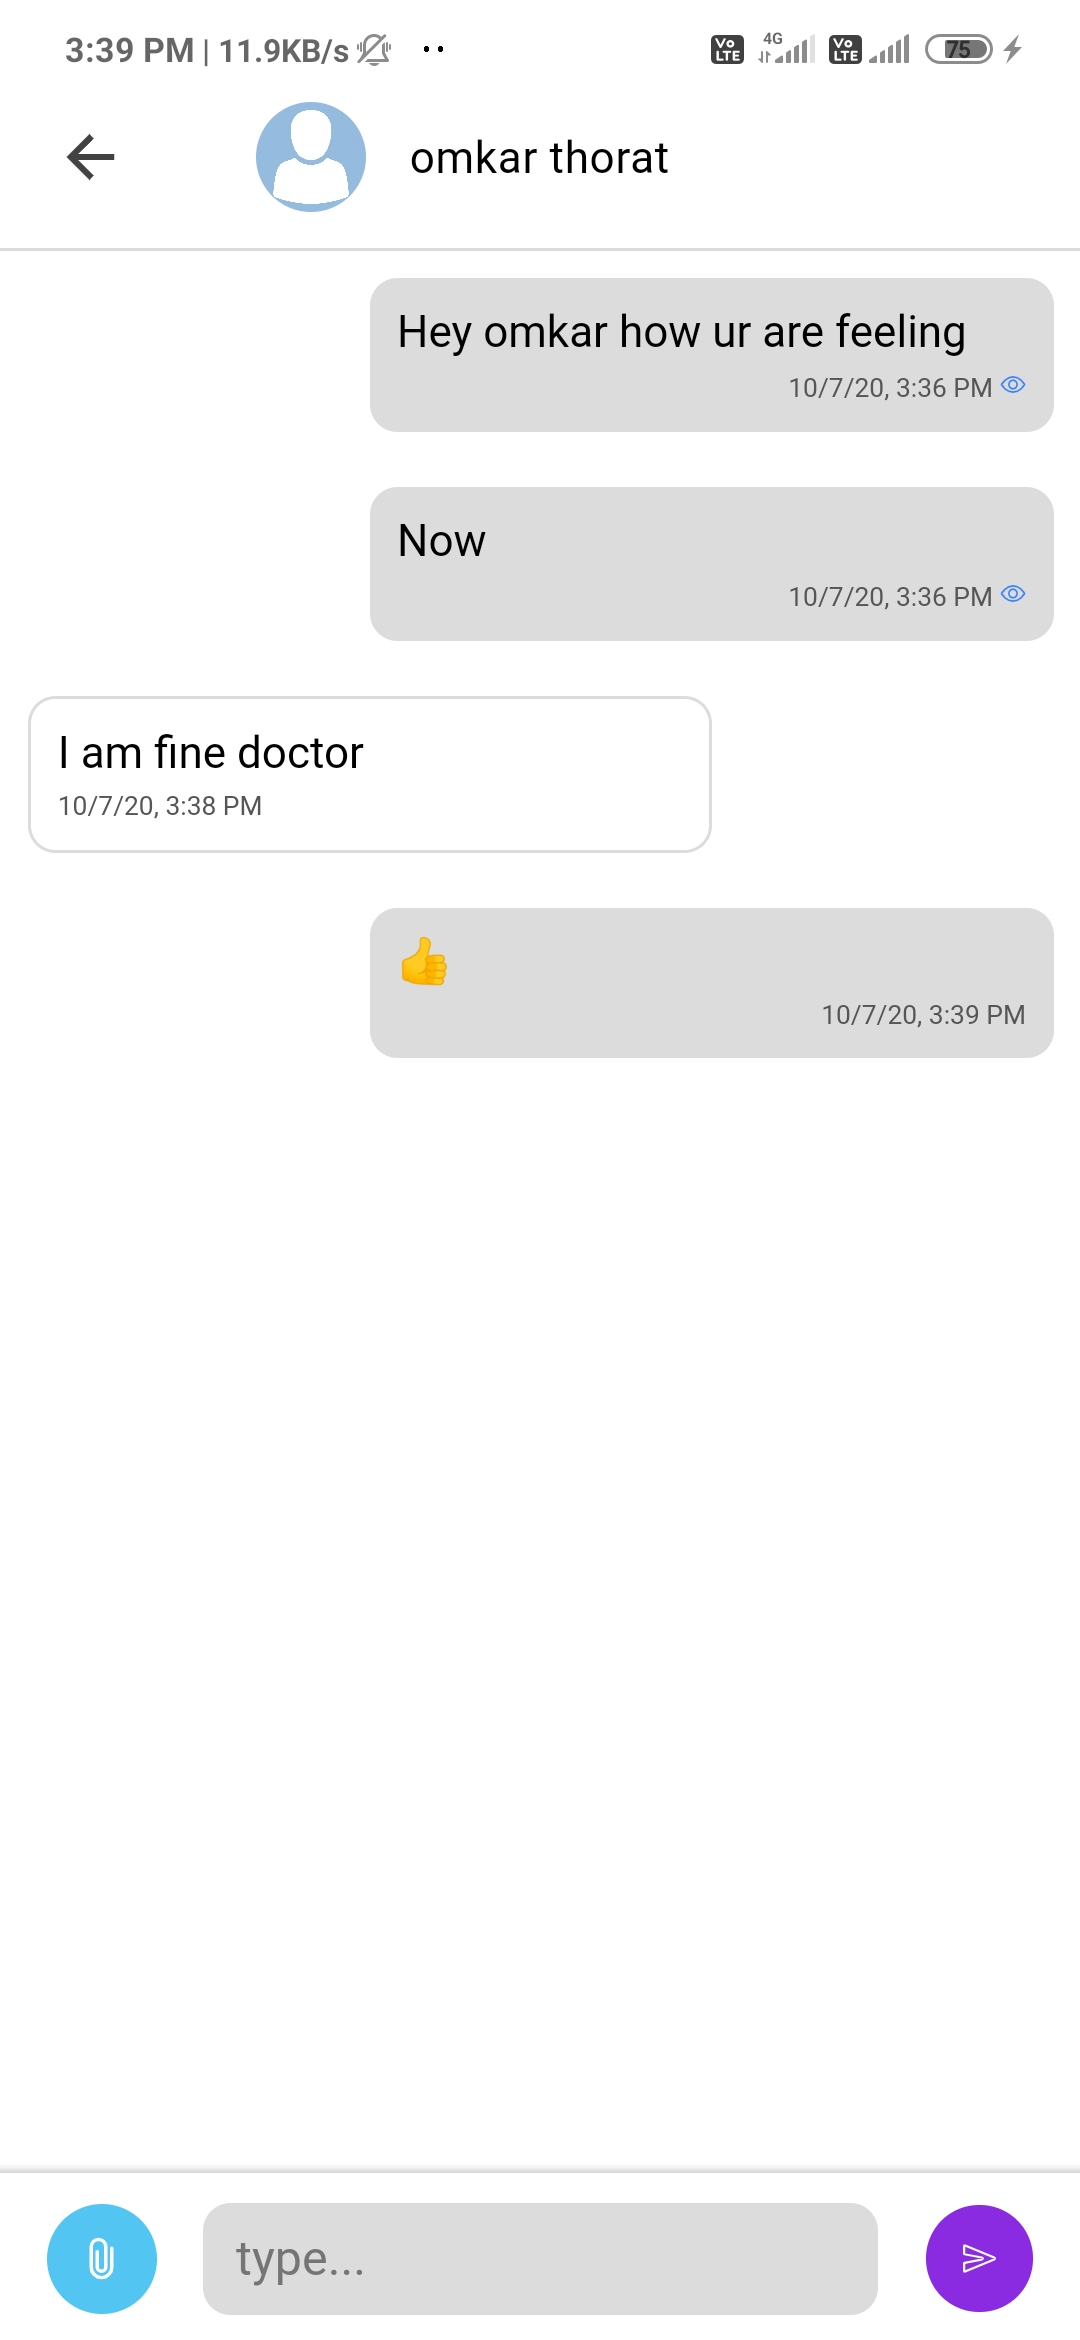 3:39 PM | 11.9KB/s
Vo LTE 4G Vo LTE 75
omkar thorat
Hey omkar how ur are feeling
10/7/20, 3:36 PM
Now
10/7/20, 3:36 PM
I am fine doctor
10/7/20, 3:38 PM
👍
10/7/20, 3:39 PM
type...